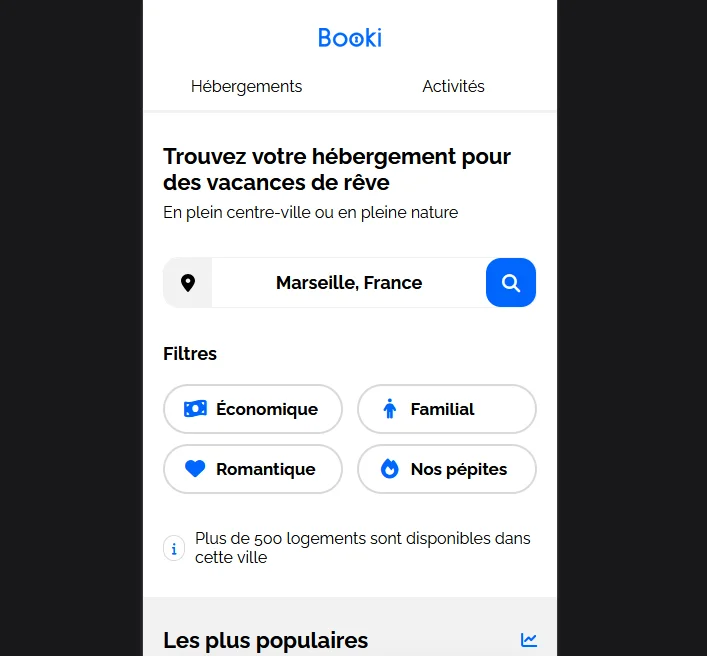 Booki
Hébergements Activités
Trouvez votre hébergement pour
des vacances de rêve
En plein centre-ville ou en pleine nature
Marseille, France
Filtres
Économique Familial
Romantique Nos pépites
Plus de 500 logements sont disponibles dans
cette ville
Les plus populaires